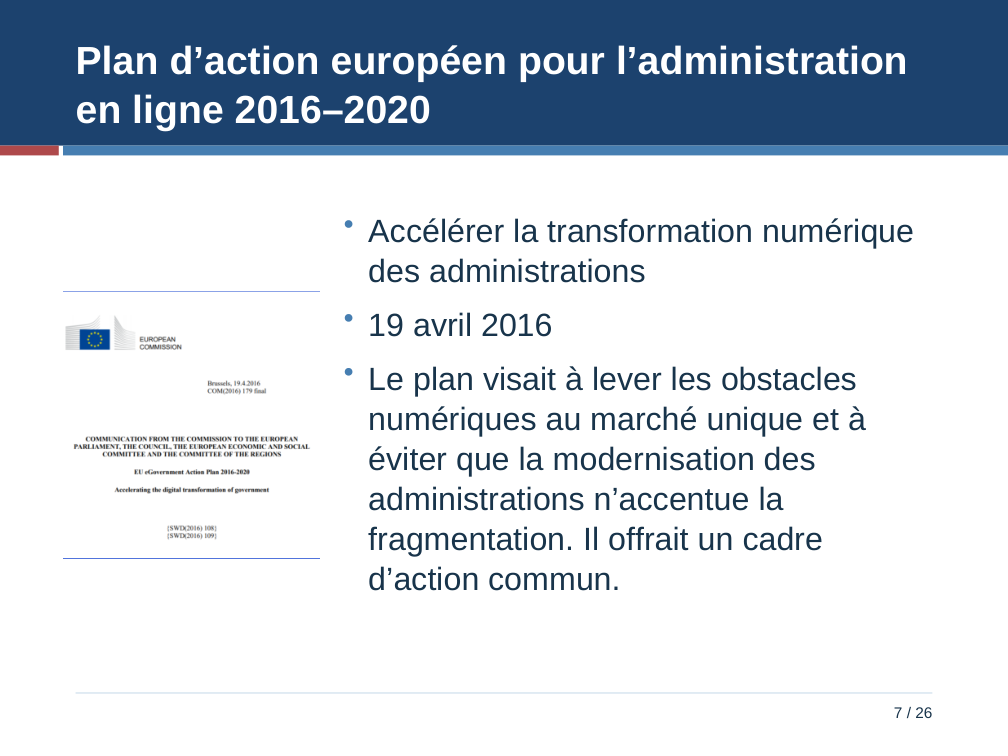 Plan d’action européen pour l’administration
en ligne 2016–2020
• Accélérer la transformation numérique
des administrations
• 19 avril 2016
• Le plan visait à lever les obstacles
numériques au marché unique et à
éviter que la modernisation des
administrations n’accentue la
fragmentation. Il offrait un cadre
d’action commun.
EUROPEAN
COMMISSION
Brussels, 19.4.2016
COM(2016) 179 final
COMMUNICATION FROM THE COMMISSION TO THE EUROPEAN
PARLIAMENT, THE COUNCIL, THE EUROPEAN ECONOMIC AND SOCIAL
COMMITTEE AND THE COMMITTEE OF THE REGIONS
EU eGovernment Action Plan 2016-2020
Accelerating the digital transformation of government
{SWD(2016) 108}
{SWD(2016) 109}
7 / 26